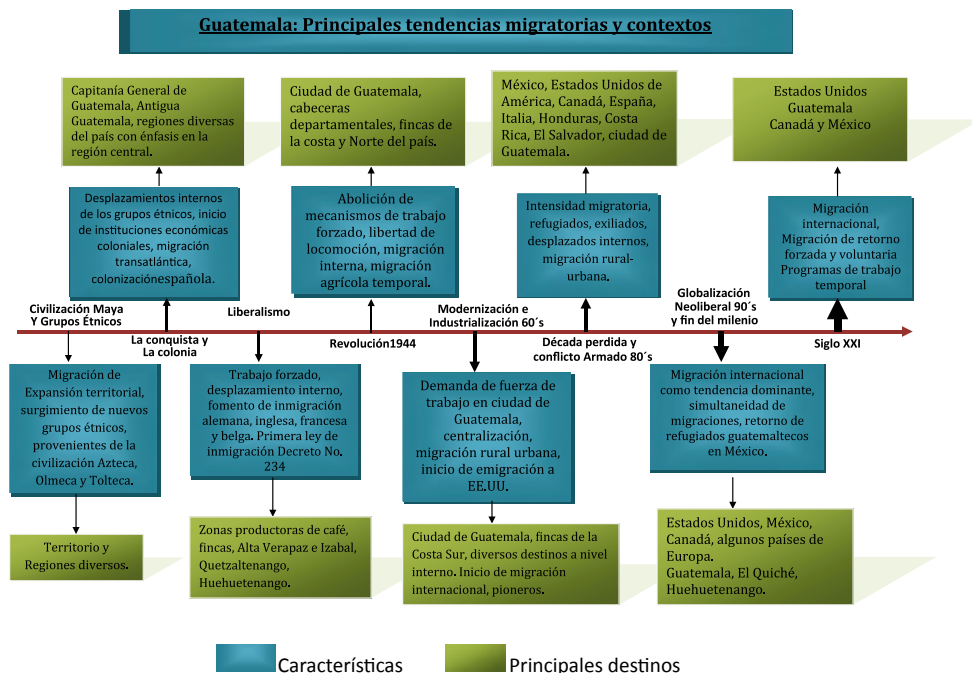 Guatemala: Principales tendencias migratorias y contextos
Capitanía General de
Guatemala, Antigua
Guatemala, regiones diversas
del país con énfasis en la
región central.
Ciudad de Guatemala,
cabeceras
departamentales, fincas de
la costa y Norte del país.
México, Estados Unidos de
América, Canadá, España,
Italia, Honduras, Costa
Rica, El Salvador, ciudad de
Guatemala.
Estados Unidos
Guatemala
Canadá y México
Desplazamientos internos
de los grupos étnicos, inicio
de instituciones económicas
coloniales, migración
transatlántica,
colonizaciónespañola.
Abolición de
mecanismos de trabajo
forzado, libertad de
locomoción, migración
interna, migración
agrícola temporal.
Intensidad migratoria,
refugiados, exiliados,
desplazados internos,
migración rural-
urbana.
Migración
internacional,
Migración de retorno
forzada y voluntaria
Programas de trabajo
temporal
Civilización Maya
Y Grupos Étnicos
La conquista y
La colonia
Liberalismo
Revolución1944
Modernización e
Industrialización 60´s
Década perdida y
conflicto Armado 80´s
Globalización
Neoliberal 90´s
y fin del milenio
Siglo XXI
Migración de
Expansión territorial,
surgimiento de nuevos
grupos étnicos,
provenientes de la
civilización Azteca,
Olmeca y Tolteca.
Trabajo forzado,
desplazamiento interno,
fomento de inmigración
alemana, inglesa, francesa
y belga. Primera ley de
inmigración Decreto No.
234
Demanda de fuerza de
trabajo en ciudad de
Guatemala,
centralización,
migración rural urbana,
inicio de emigración a
EE.UU.
Migración internacional
como tendencia dominante,
simultaneidad de
migraciones, retorno de
refugiados guatemaltecos
en México.
Territorio y
Regiones diversos.
Zonas productoras de café,
fincas, Alta Verapaz e Izabal,
Quetzaltenango,
Huehuetenango.
Ciudad de Guatemala, fincas de la
Costa Sur, diversos destinos a nivel
interno. Inicio de migración
internacional, pioneros.
Estados Unidos, México,
Canadá, algunos países de
Europa.
Guatemala, El Quiché,
Huehuetenango.
Características
Principales destinos